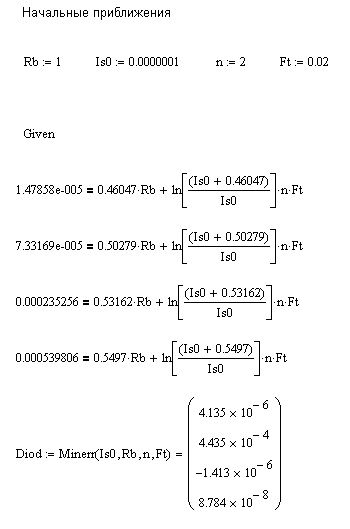 Начальные приближения
Rb := 1 Is0 := 0.0000001 n := 2 Ft := 0.02
Given
1.47858e-005 = 0.46047·Rb + ln[(Is0 + 0.46047)/Is0]·n·Ft
7.33169e-005 = 0.50279·Rb + ln[(Is0 + 0.50279)/Is0]·n·Ft
0.000235256 = 0.53162·Rb + ln[(Is0 + 0.53162)/Is0]·n·Ft
0.000539806 = 0.5497·Rb + ln[(Is0 + 0.5497)/Is0]·n·Ft
Diod := Minerr(Is0,Rb,n,Ft) = (4.135 × 10^-6
4.435 × 10^-4
-1.413 × 10^-6
8.784 × 10^-8)